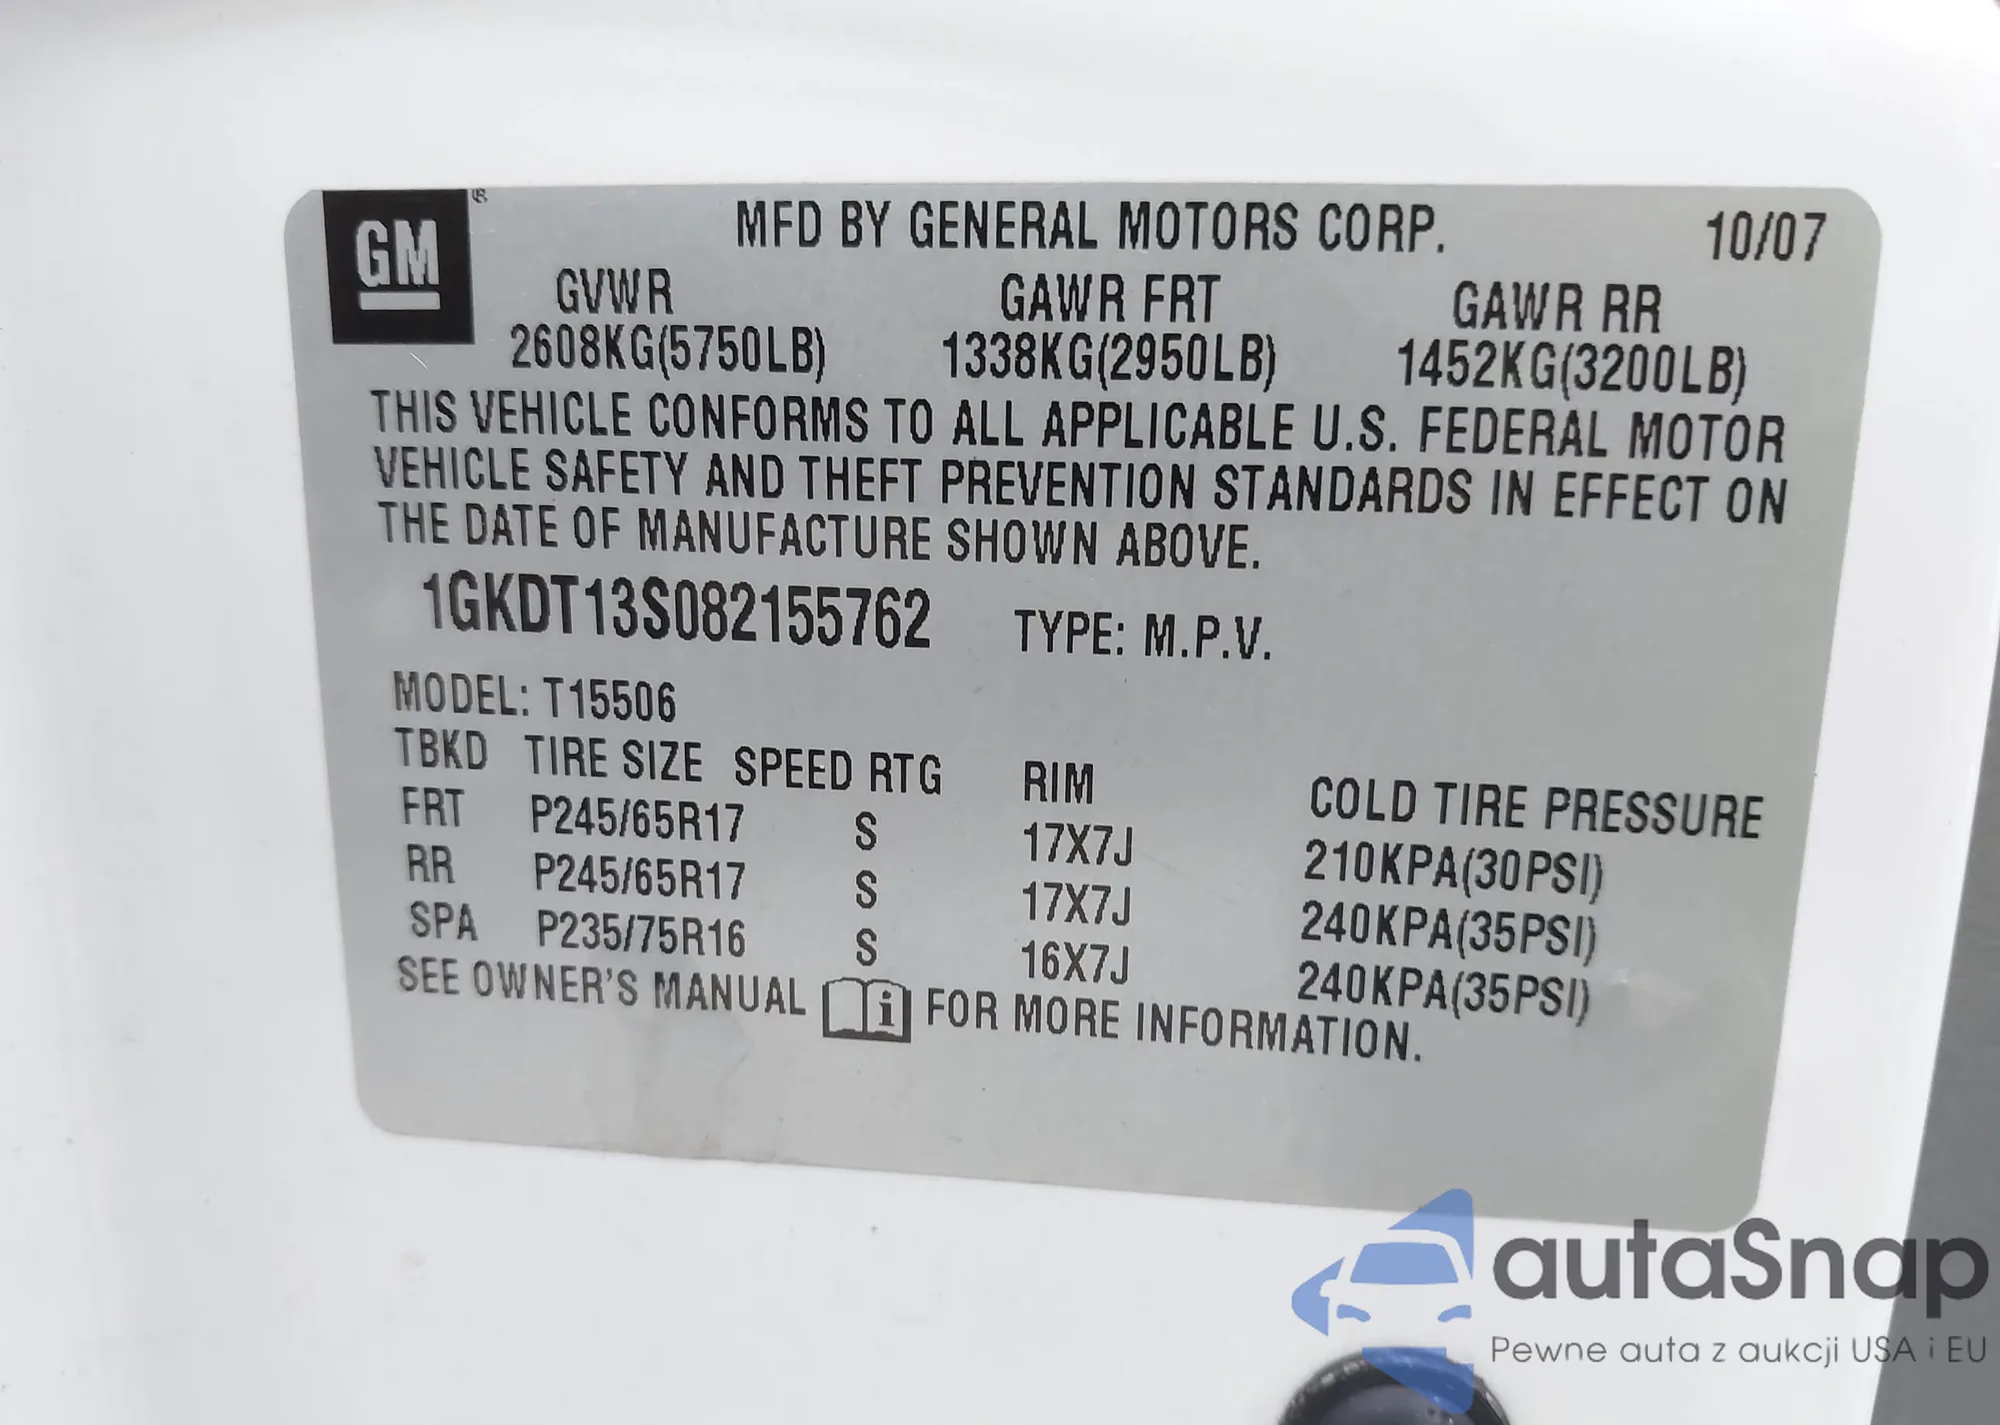 GM ®
MFD BY GENERAL MOTORS CORP. 10/07
GVWR GAWR FRT GAWR RR
2608KG(5750LB) 1338KG(2950LB) 1452KG(3200LB)
THIS VEHICLE CONFORMS TO ALL APPLICABLE U.S. FEDERAL MOTOR
VEHICLE SAFETY AND THEFT PREVENTION STANDARDS IN EFFECT ON
THE DATE OF MANUFACTURE SHOWN ABOVE.
1GKDT13S082155762 TYPE: M.P.V.
MODEL: T15506
TBKD TIRE SIZE SPEED RTG RIM COLD TIRE PRESSURE
FRT P245/65R17 S 17X7J 210KPA(30PSI)
RR P245/65R17 S 17X7J 240KPA(35PSI)
SPA P235/75R16 S 16X7J 240KPA(35PSI)
SEE OWNER'S MANUAL i FOR MORE INFORMATION.
autaSnap
Pewne auta z aukcji USA i EU